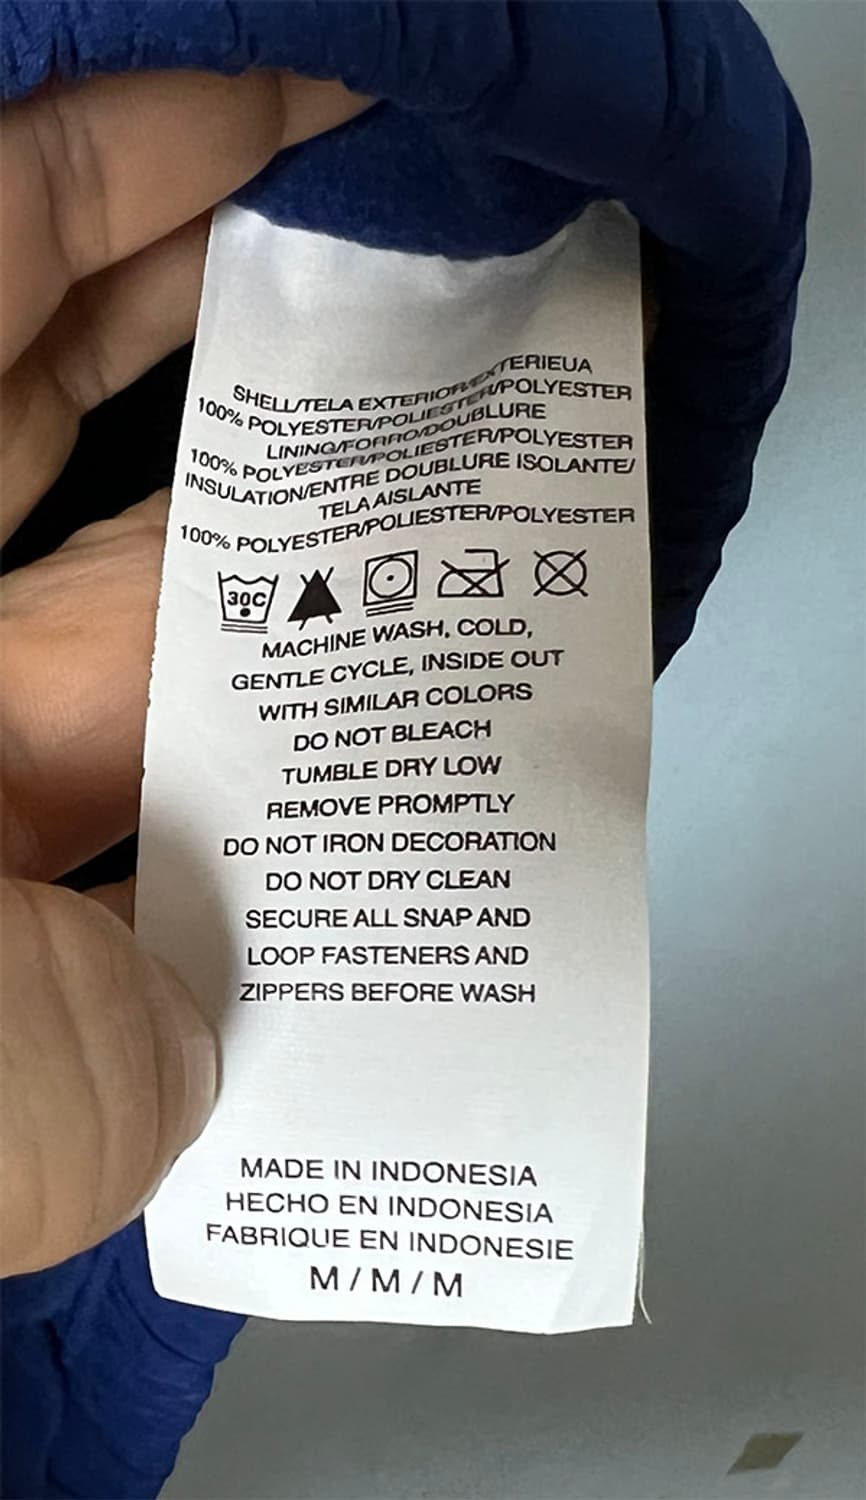 SHELL/TELA EXTERIOR/EXTERIEUA
100% POLYESTER/POLIESTER/POLYESTER
LINING/FORRO/DOUBLURE
100% POLYESTER/POLIESTER/POLYESTER
INSULATION/ENTRE DOUBLURE ISOLANTE/
TELA AISLANTE
100% POLYESTER/POLIESTER/POLYESTER
30C
MACHINE WASH, COLD,
GENTLE CYCLE, INSIDE OUT
WITH SIMILAR COLORS
DO NOT BLEACH
TUMBLE DRY LOW
REMOVE PROMPTLY
DO NOT IRON DECORATION
DO NOT DRY CLEAN
SECURE ALL SNAP AND
LOOP FASTENERS AND
ZIPPERS BEFORE WASH
MADE IN INDONESIA
HECHO EN INDONESIA
FABRIQUE EN INDONESIE
M / M / M